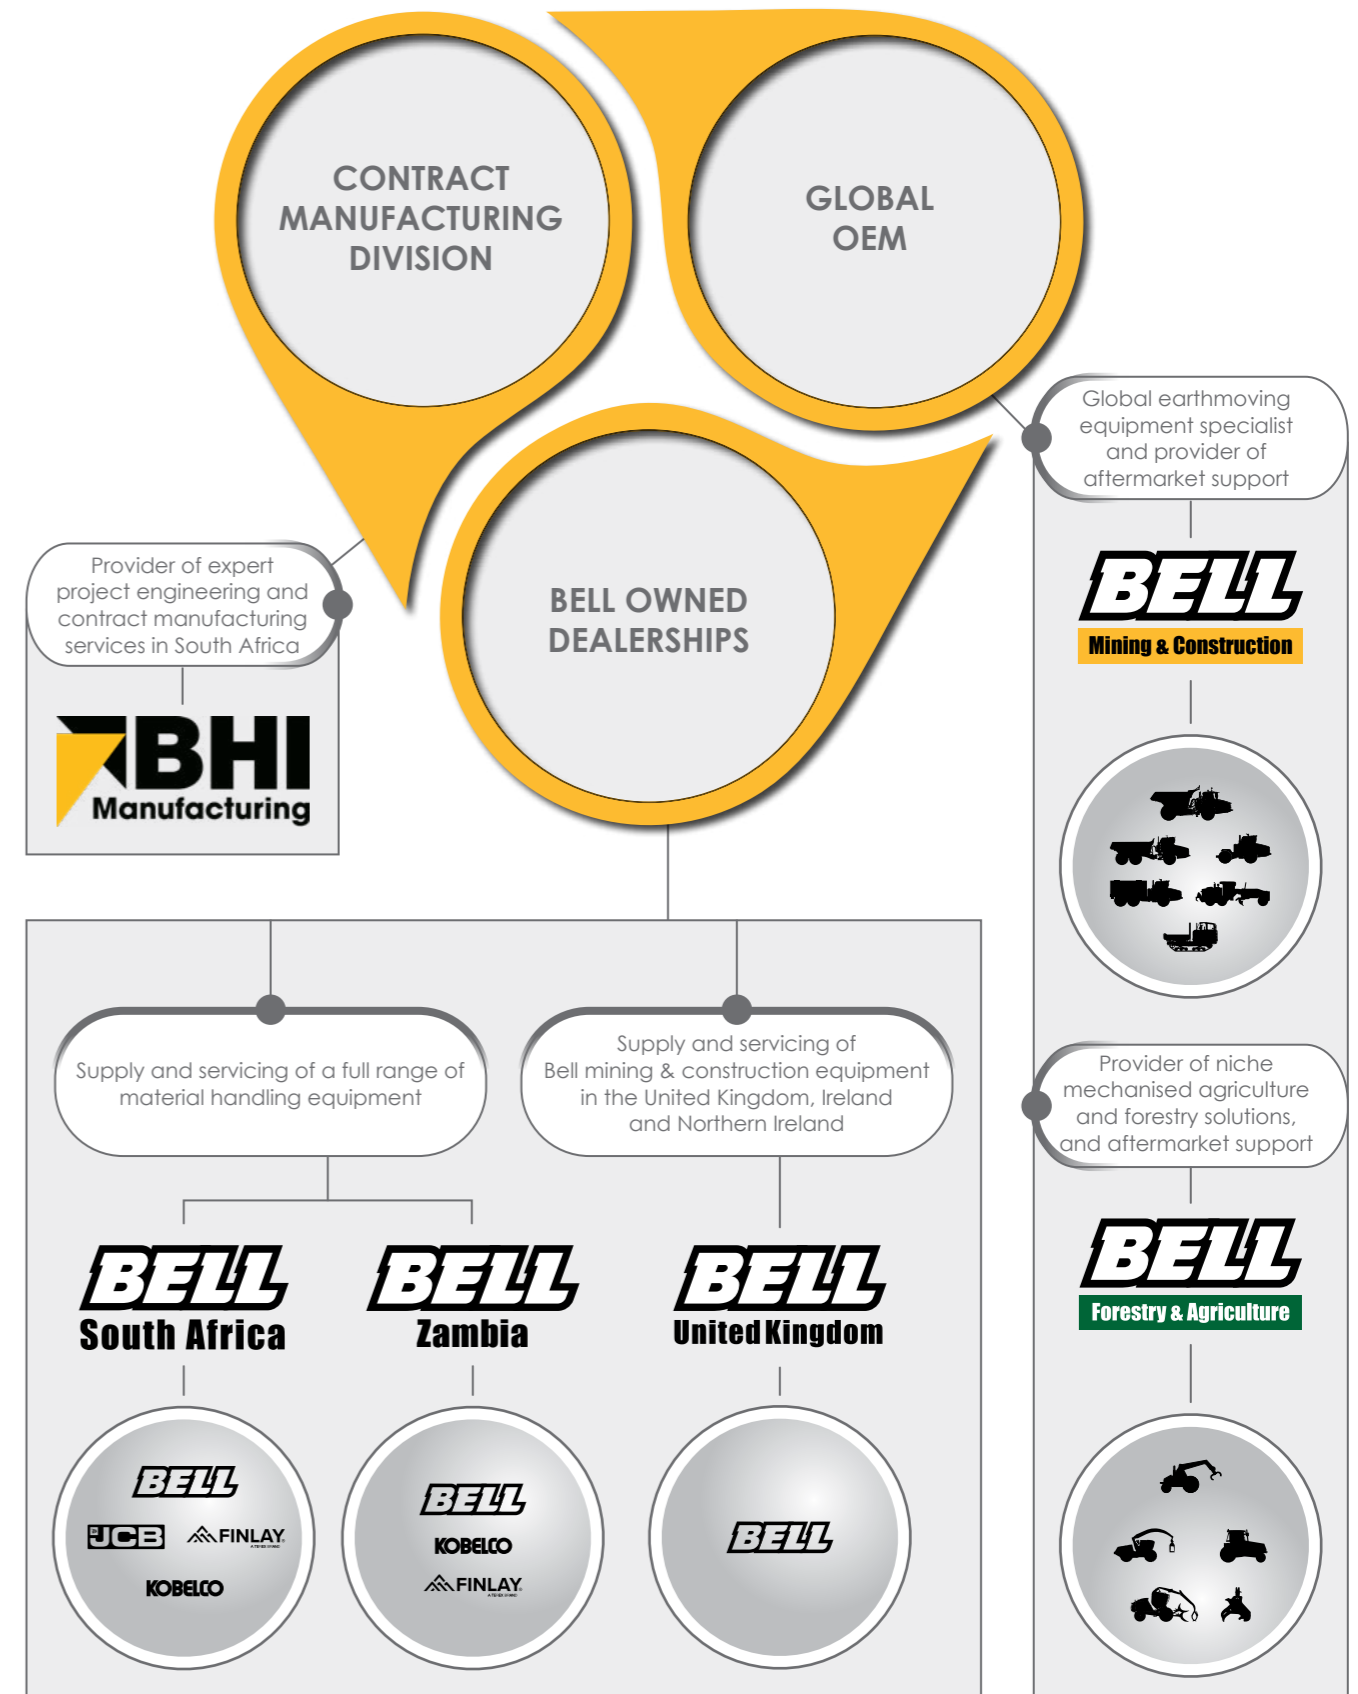 CONTRACT
MANUFACTURING
DIVISION
GLOBAL
OEM
BELL OWNED
DEALERSHIPS
Provider of expert
project engineering and
contract manufacturing
services in South Africa
BHI
Manufacturing
Global earthmoving
equipment specialist
and provider of
aftermarket support
BELL
Mining & Construction
Provider of niche
mechanised agriculture
and forestry solutions,
and aftermarket support
BELL
Forestry & Agriculture
Supply and servicing of a full range of
material handling equipment
BELL
South Africa
BELL
JCB
FINLAY
KOBELCO
BELL
Zambia
BELL
KOBELCO
FINLAY
Supply and servicing of
Bell mining & construction equipment
in the United Kingdom, Ireland
and Northern Ireland
BELL
United Kingdom
BELL